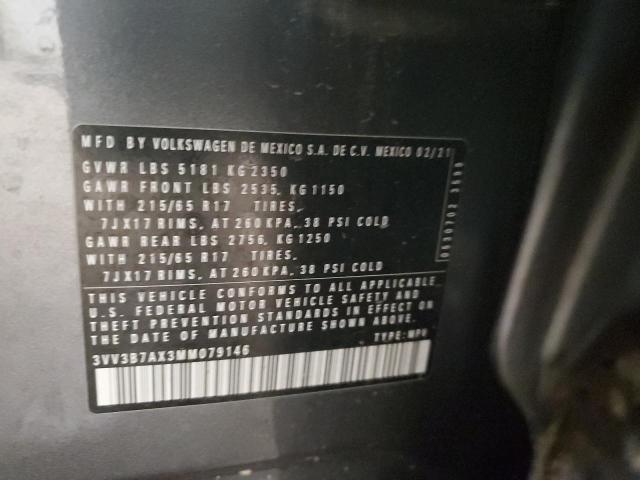 MFD BY VOLKSWAGEN DE MEXICO S.A. DE C.V. MEXICO 02/21
GVWR LBS 5181 KG 2350
GAWR FRONT LBS 2535, KG 1150
WITH 215/65 R17 TIRES,
7JX17 RIMS, AT 260 KPA, 38 PSI COLD
GAWR REAR LBS 2756, KG 1250
WITH 215/65 R17 TIRES,
7JX17 RIMS, AT 260 KPA, 38 PSI COLD
THIS VEHICLE CONFORMS TO ALL APPLICABLE
U.S. FEDERAL MOTOR VEHICLE SAFETY AND
THEFT PREVENTION STANDARDS IN EFFECT ON
THE DATE OF MANUFACTURE SHOWN ABOVE.
3VV3B7AX3MM079146 TYPE: MPV